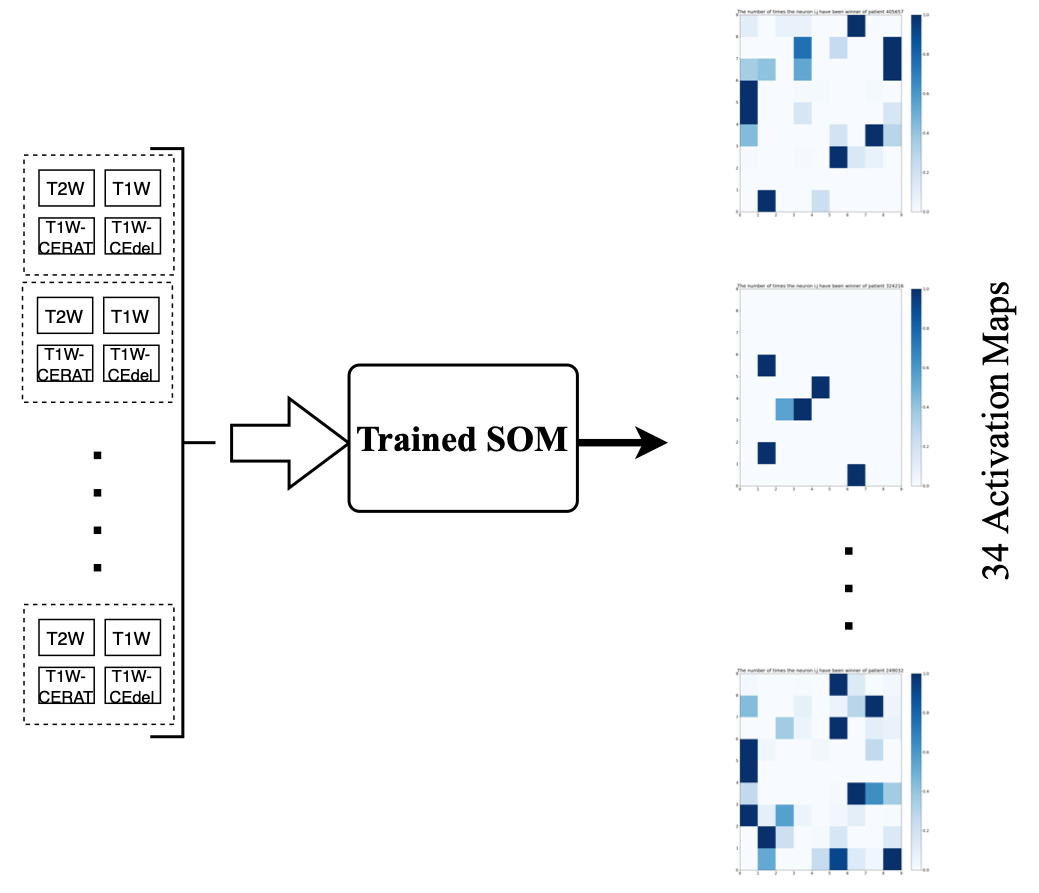 T2W T1W
T1W- T1W-
CERAT CEdel
T2W T1W
T1W- T1W-
CERAT CEdel
T2W T1W
T1W- T1W-
CERAT CEdel
Trained SOM
The number of times the neuron i,j have been winner of patient 405657
The number of times the neuron i,j have been winner of patient 324216
The number of times the neuron i,j have been winner of patient 249032
34 Activation Maps